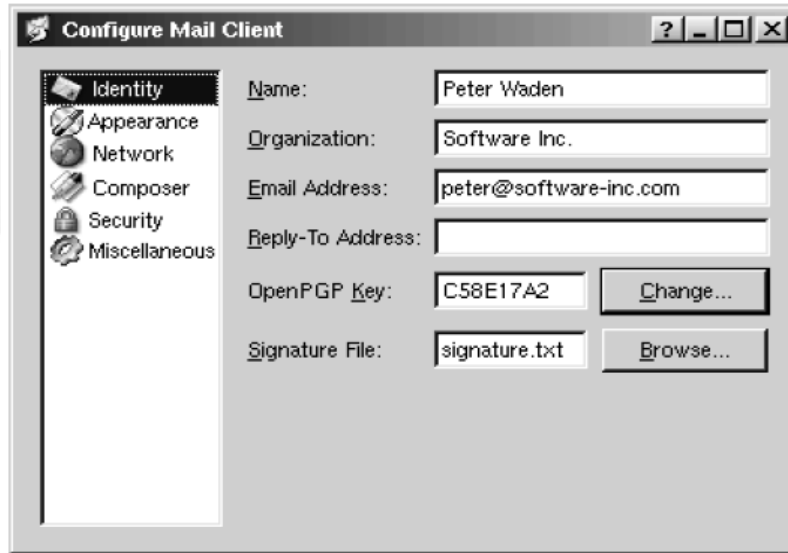 Configure Mail Client
?
Identity
Appearance
Network
Composer
Security
Miscellaneous
Name: Peter Waden
Organization: Software Inc.
Email Address: peter@software-inc.com
Reply-To Address:
OpenPGP Key: C58E17A2 Change...
Signature File: signature.txt Browse...